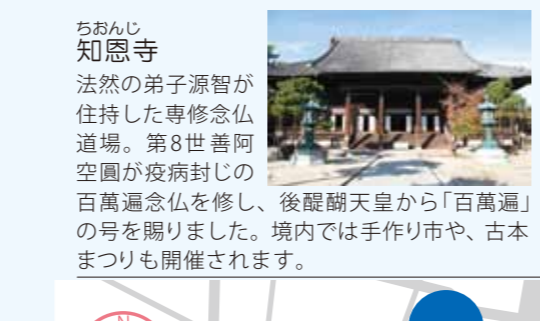 ちおんじ
知恩寺
法然の弟子源智が
住持した専修念仏
道場。第8世善阿
空圓が疫病封じの
百萬遍念仏を修し、後醍醐天皇から「百萬遍」
の号を賜りました。境内では手作り市や、古本
まつりも開催されます。
N